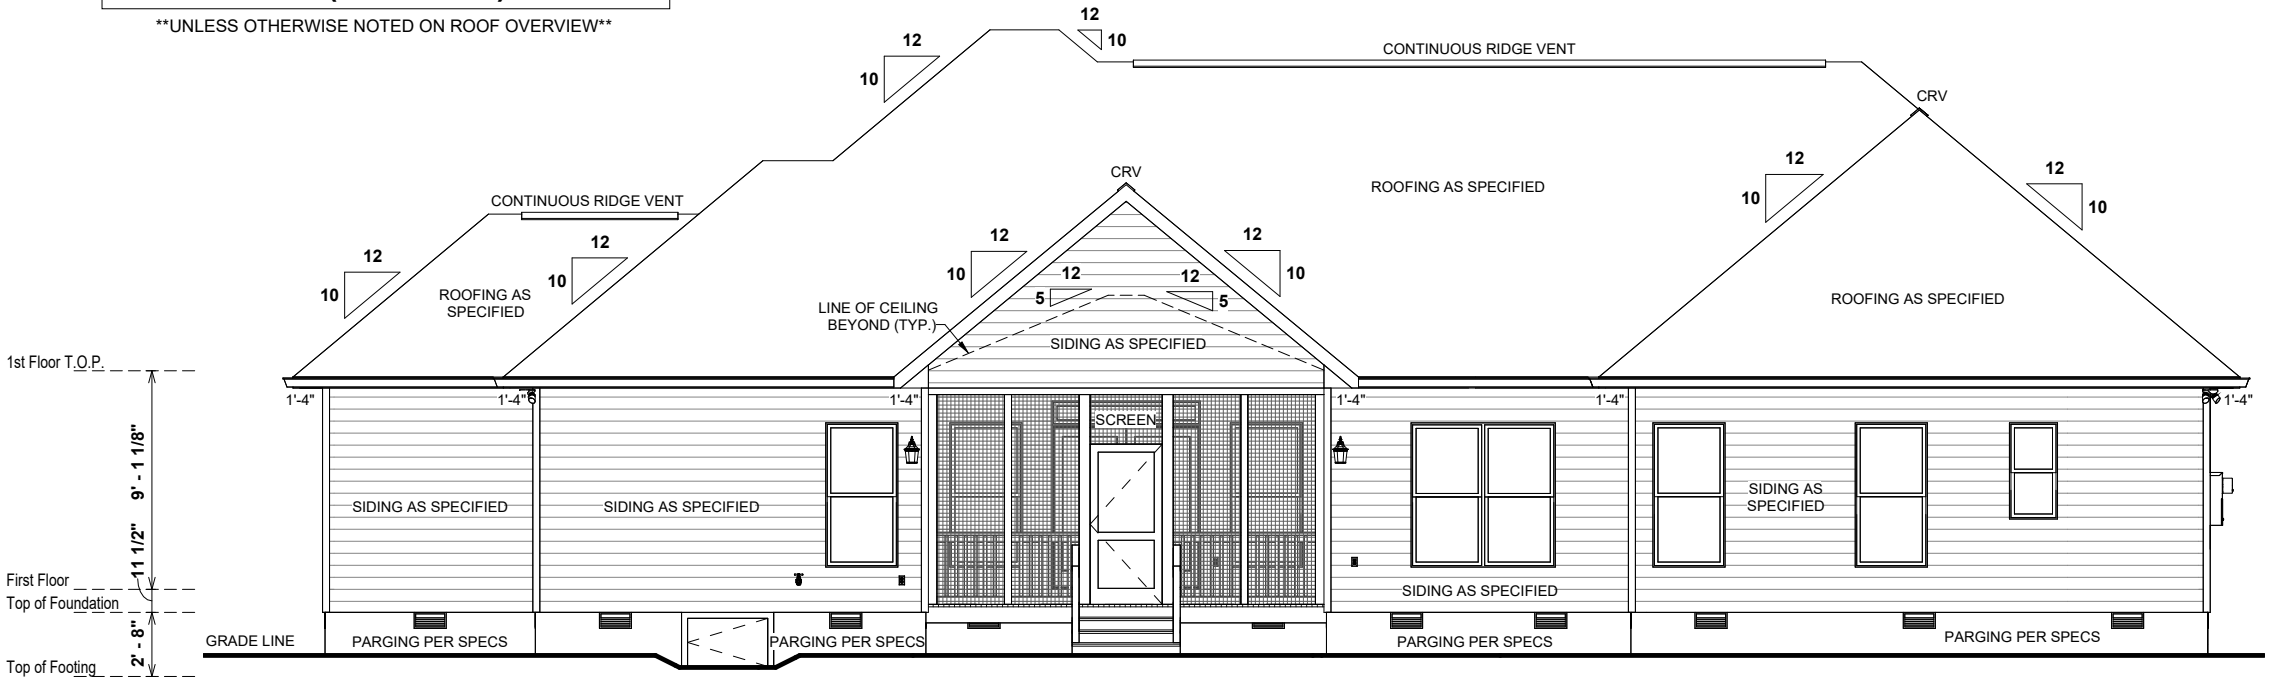 **UNLESS OTHERWISE NOTED ON ROOF OVERVIEW**
12
10
12
10
CONTINUOUS RIDGE VENT
CRV
12
10
12
10
CRV
ROOFING AS SPECIFIED
CONTINUOUS RIDGE VENT
12
10
12
10
12
10
12
10
12
5
12
5
ROOFING AS
SPECIFIED
LINE OF CEILING
BEYOND (TYP.)
SIDING AS SPECIFIED
ROOFING AS SPECIFIED
1st Floor T.O.P.
1'-4"
1'-4"
1'-4"
1'-4"
1'-4"
1'-4"
SCREEN
9' - 1 1/8"
SIDING AS SPECIFIED
SIDING AS SPECIFIED
SIDING AS
SPECIFIED
11 1/2"
First Floor
SIDING AS SPECIFIED
Top of Foundation
2' - 8"
GRADE LINE
PARGING PER SPECS
PARGING PER SPECS
PARGING PER SPECS
PARGING PER SPECS
Top of Footing